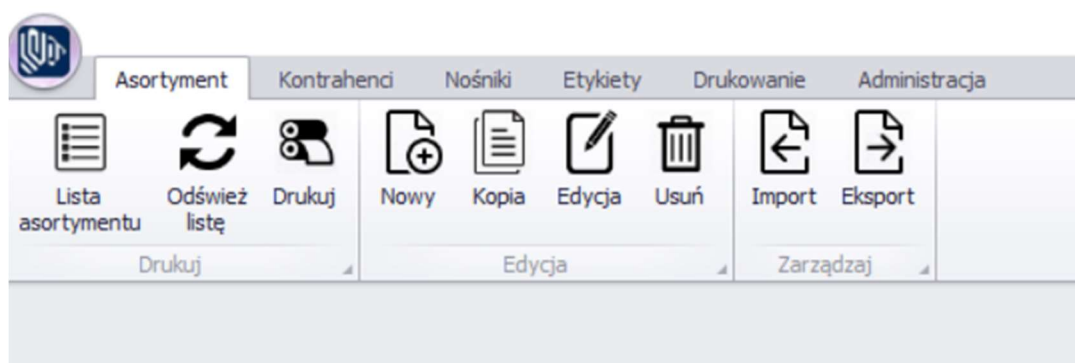 Asortyment Kontrahenci Nośniki Etykiety Drukowanie Administracja
Lista asortymentu
Odśwież listę
Drukuj
Nowy
Kopia
Edycja
Usuń
Import
Eksport
Drukuj Edycja Zarządzaj